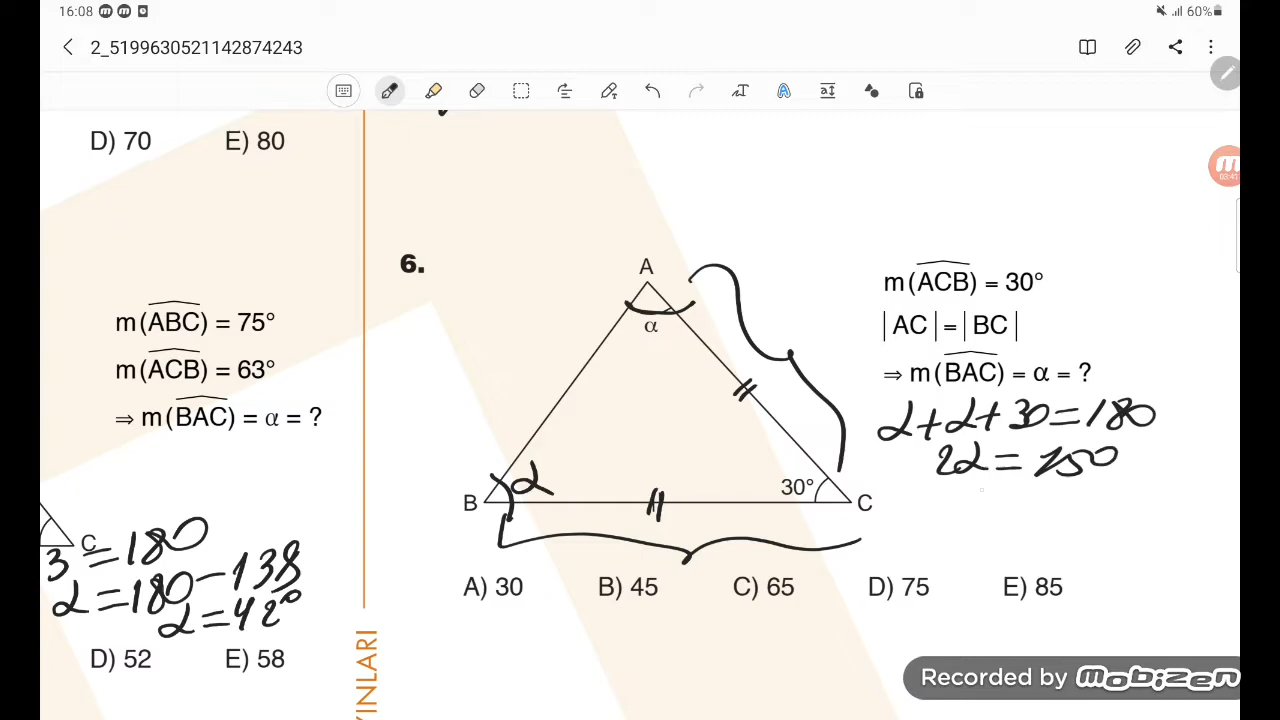 16:08
60%
2_5199630521142874243
D) 70 E) 80
m(ABC) = 75°
m(ACB) = 63°
⇒ m(BAC) = α = ?
C
3 = 180
α = 180 - 138
α = 42°
D) 52 E) 58
YINLARI
6.
A
α
B
α
30°
C
m(ACB) = 30°
|AC| = |BC|
⇒ m(BAC) = α = ?
α + α + 30 = 180
2α = 150
A) 30 B) 45 C) 65 D) 75 E) 85
03:41
Recorded by mobizen